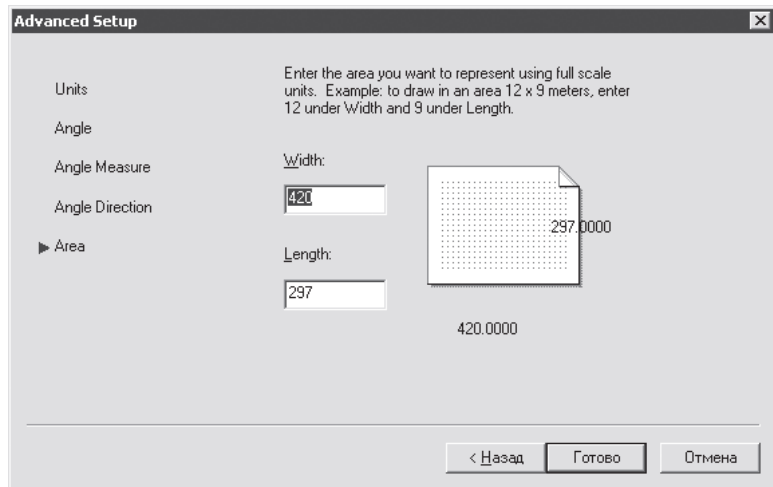 Advanced Setup
Units
Angle
Angle Measure
Angle Direction
Area
Enter the area you want to represent using full scale
units. Example: to draw in an area 12 x 9 meters, enter
12 under Width and 9 under Length.
Width:
420
Length:
297
297.0000
420.0000
< Назад
Готово
Отмена